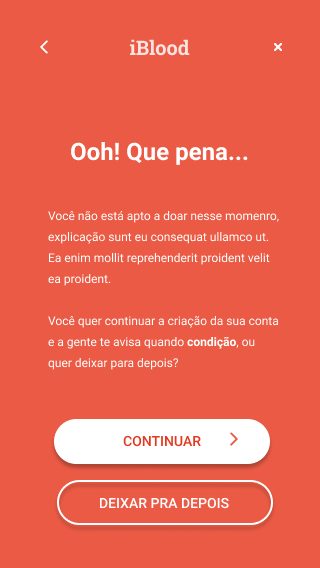 iBlood
Ooh! Que pena...
Você não está apto a doar nesse momenro,
explicação sunt eu consequat ullamco ut.
Ea enim mollit reprehenderit proident velit
ea proident.
Você quer continuar a criação da sua conta
e a gente te avisa quando condição, ou
quer deixar para depois?
CONTINUAR
DEIXAR PRA DEPOIS